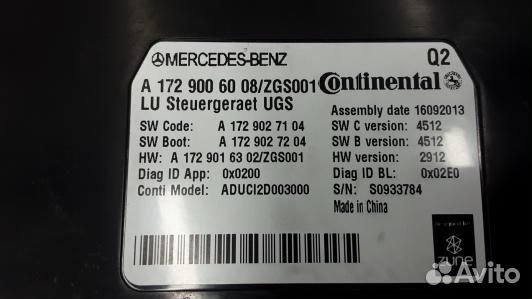 MERCEDES-BENZ Q2
A 172 900 60 08/ZGS001 Continental
LU Steuergeraet UGS
Assembly date 16092013
SW Code: A 172 902 71 04 SW C version: 4512
SW Boot: A 172 902 72 04 SW B version: 4512
HW: A 172 901 63 02/ZGS001 HW version: 2912
Diag ID App: 0x0200 Diag ID BL: 0x02E0
Conti Model: ADUCI2D003000 S/N: S0933784
Made in China
zune
Avito